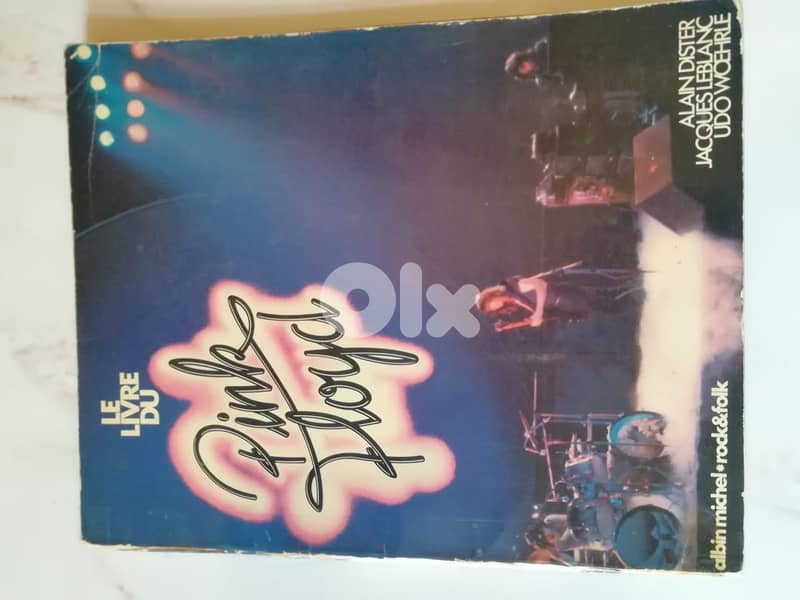 LE
LIVRE
DU
Pink
Floyd
ALAIN DISTER
JACQUES LEBLANC
UDO WOEHRLE
albin michel • rock&folk
Olx